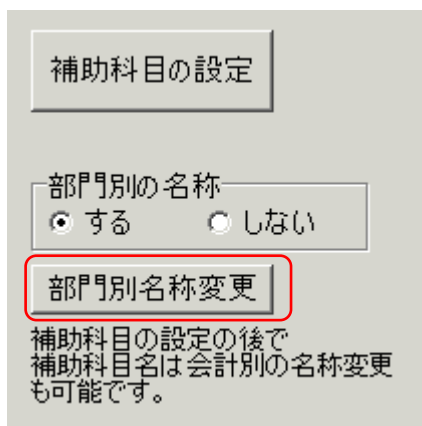 補助科目の設定
部門別の名称
する しない
部門別名称変更
補助科目の設定の後で
補助科目名は会計別の名称変更
も可能です。